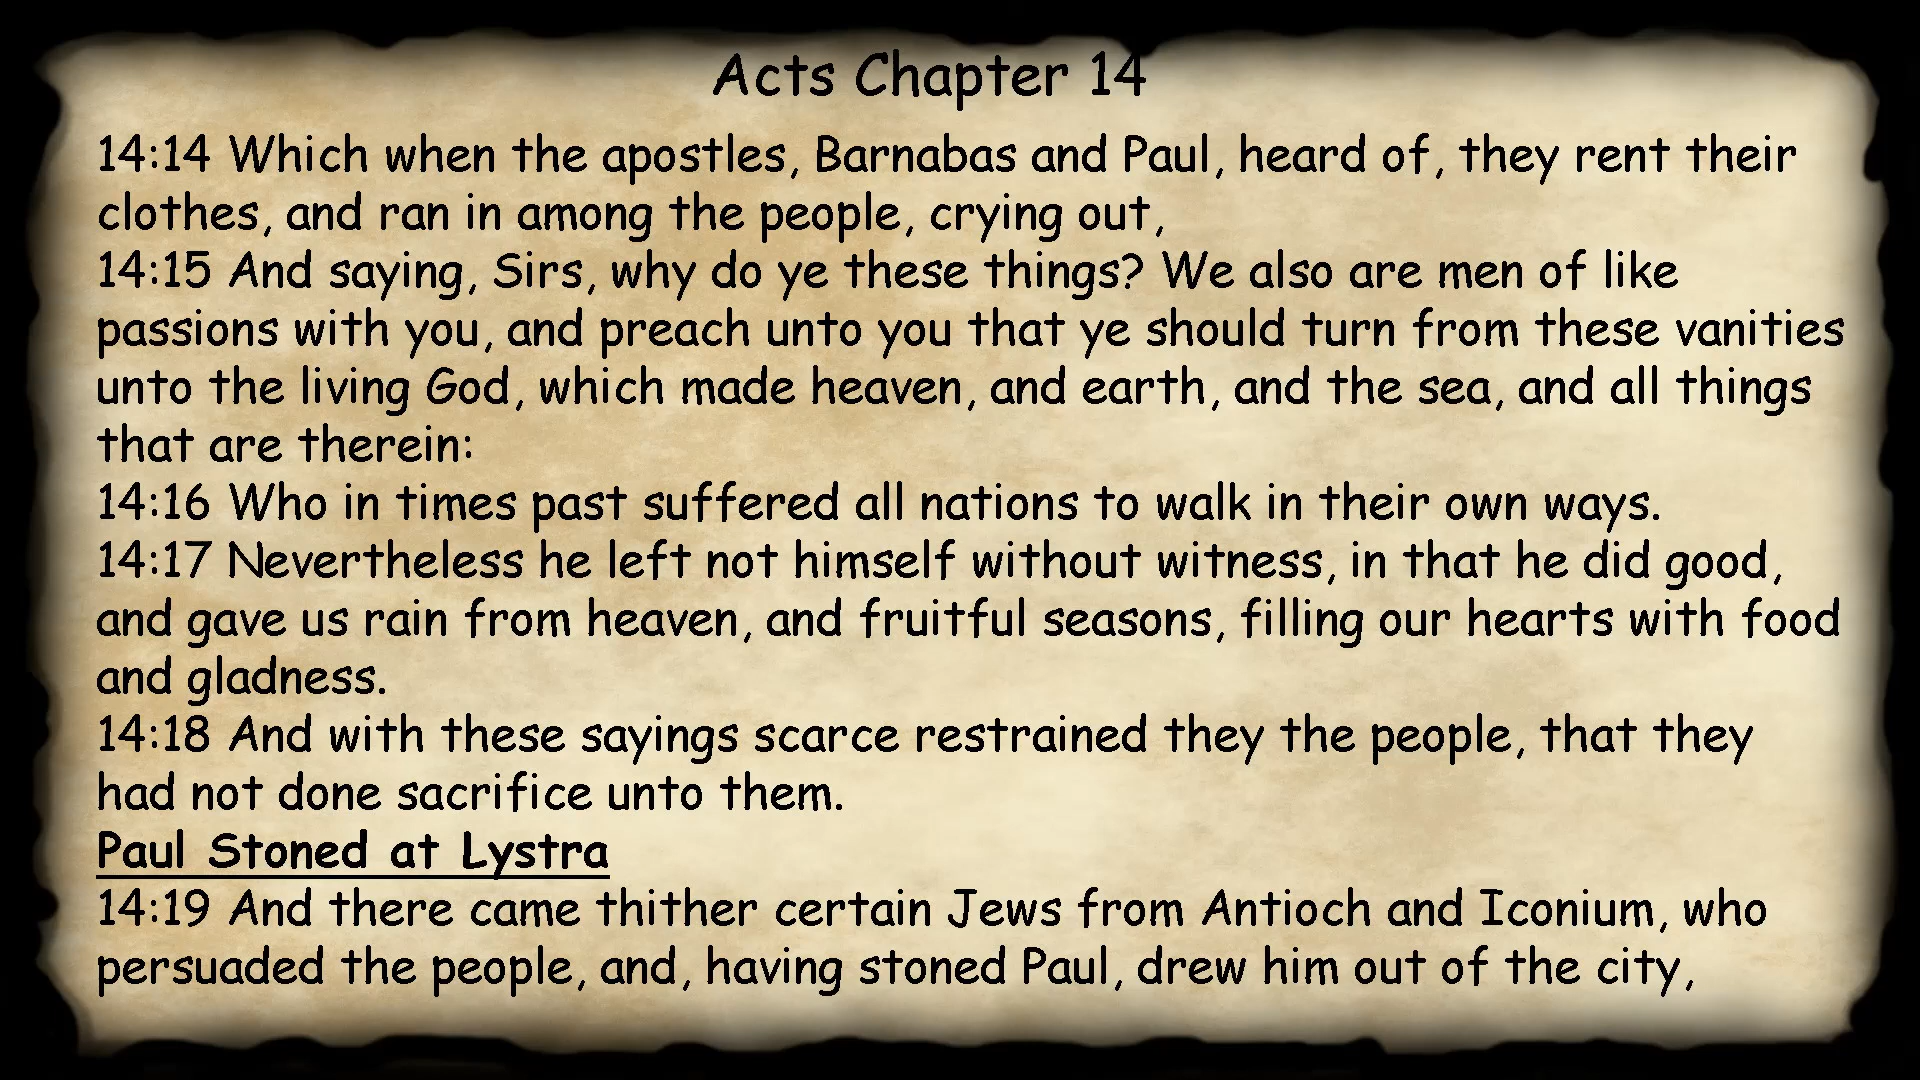 Acts Chapter 14
14:14 Which when the apostles, Barnabas and Paul, heard of, they rent their
clothes, and ran in among the people, crying out,
14:15 And saying, Sirs, why do ye these things? We also are men of like
passions with you, and preach unto you that ye should turn from these vanities
unto the living God, which made heaven, and earth, and the sea, and all things
that are therein:
14:16 Who in times past suffered all nations to walk in their own ways.
14:17 Nevertheless he left not himself without witness, in that he did good,
and gave us rain from heaven, and fruitful seasons, filling our hearts with food
and gladness.
14:18 And with these sayings scarce restrained they the people, that they
had not done sacrifice unto them.
Paul Stoned at Lystra
14:19 And there came thither certain Jews from Antioch and Iconium, who
persuaded the people, and, having stoned Paul, drew him out of the city,